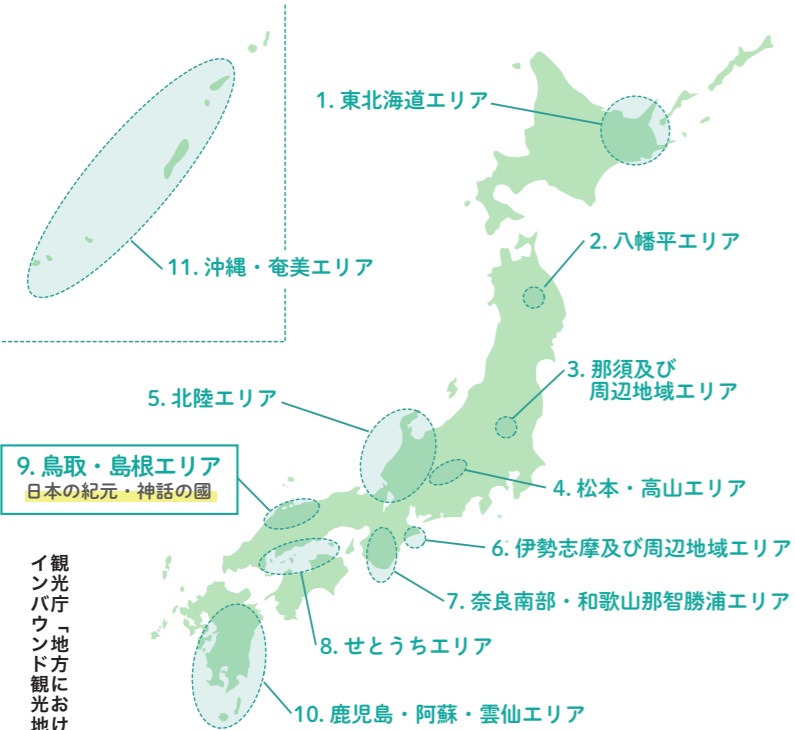 1. 東北海道エリア
2. 八幡平エリア
11. 沖縄・奄美エリア
3. 那須及び
周辺地域エリア
5. 北陸エリア
9. 鳥取・島根エリア
日本の紀元・神話の國
4. 松本・高山エリア
6. 伊勢志摩及び周辺地域エリア
7. 奈良南部・和歌山那智勝浦エリア
8. せとうちエリア
10. 鹿児島・阿蘇・雲仙エリア
観光庁「地方におけ
インバウンド観光地